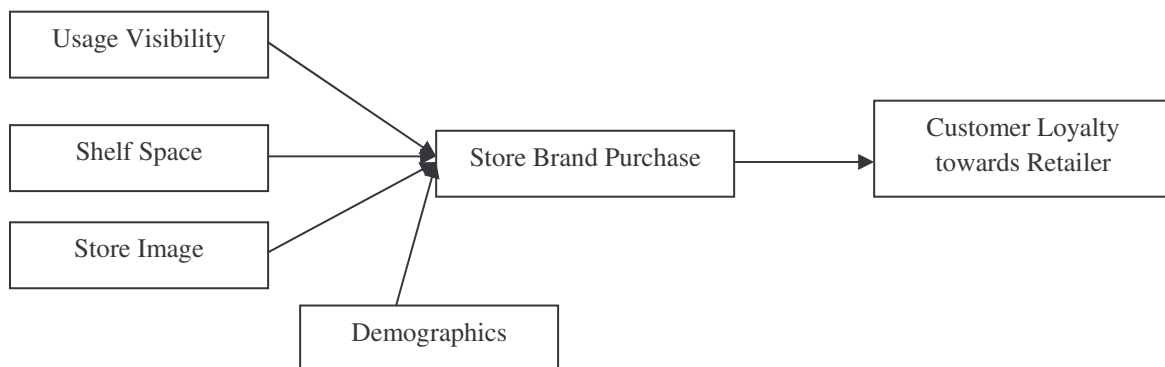 Usage Visibility
Shelf Space
Store Image
Demographics
Store Brand Purchase
Customer Loyalty
towards Retailer